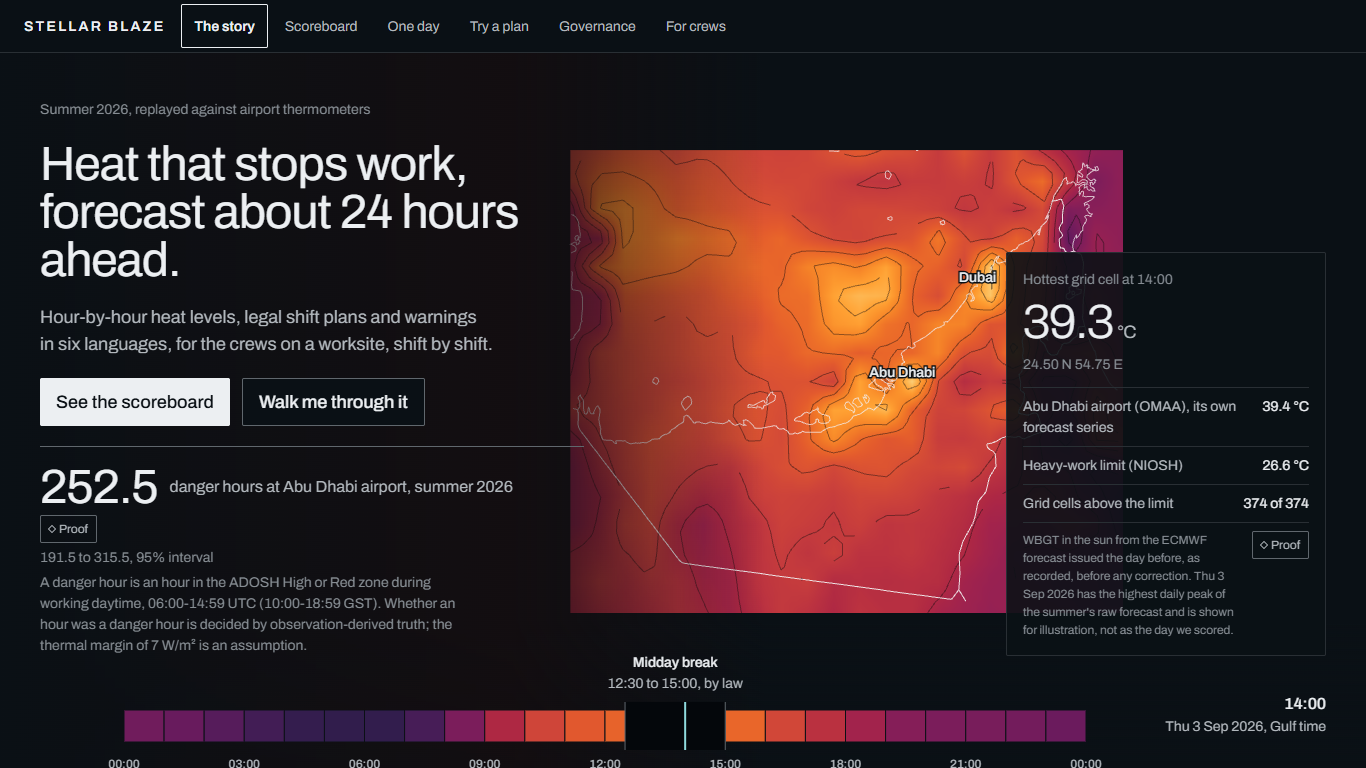 STELLAR BLAZE
The story
Scoreboard
One day
Try a plan
Governance
For crews
Summer 2026, replayed against airport thermometers
Heat that stops work,
forecast about 24 hours
ahead.
Hour-by-hour heat levels, legal shift plans and warnings
in six languages, for the crews on a worksite, shift by shift.
See the scoreboard
Walk me through it
252.5 danger hours at Abu Dhabi airport, summer 2026
◇ Proof
191.5 to 315.5, 95% interval
A danger hour is an hour in the ADOSH High or Red zone during
working daytime, 06:00-14:59 UTC (10:00-18:59 GST). Whether an
hour was a danger hour is decided by observation-derived truth; the
thermal margin of 7 W/m² is an assumption.
Dubai
Abu Dhabi
Hottest grid cell at 14:00
39.3 °C
24.50 N 54.75 E
Abu Dhabi airport (OMAA), its own 39.4 °C
forecast series
Heavy-work limit (NIOSH) 26.6 °C
Grid cells above the limit 374 of 374
WBGT in the sun from the ECMWF
forecast issued the day before, as
recorded, before any correction. Thu 3
Sep 2026 has the highest daily peak of
the summer's raw forecast and is shown
for illustration, not as the day we scored.
◇ Proof
Midday break
12:30 to 15:00, by law
14:00
Thu 3 Sep 2026, Gulf time
00:00 03:00 06:00 09:00 12:00 15:00 18:00 21:00 00:00